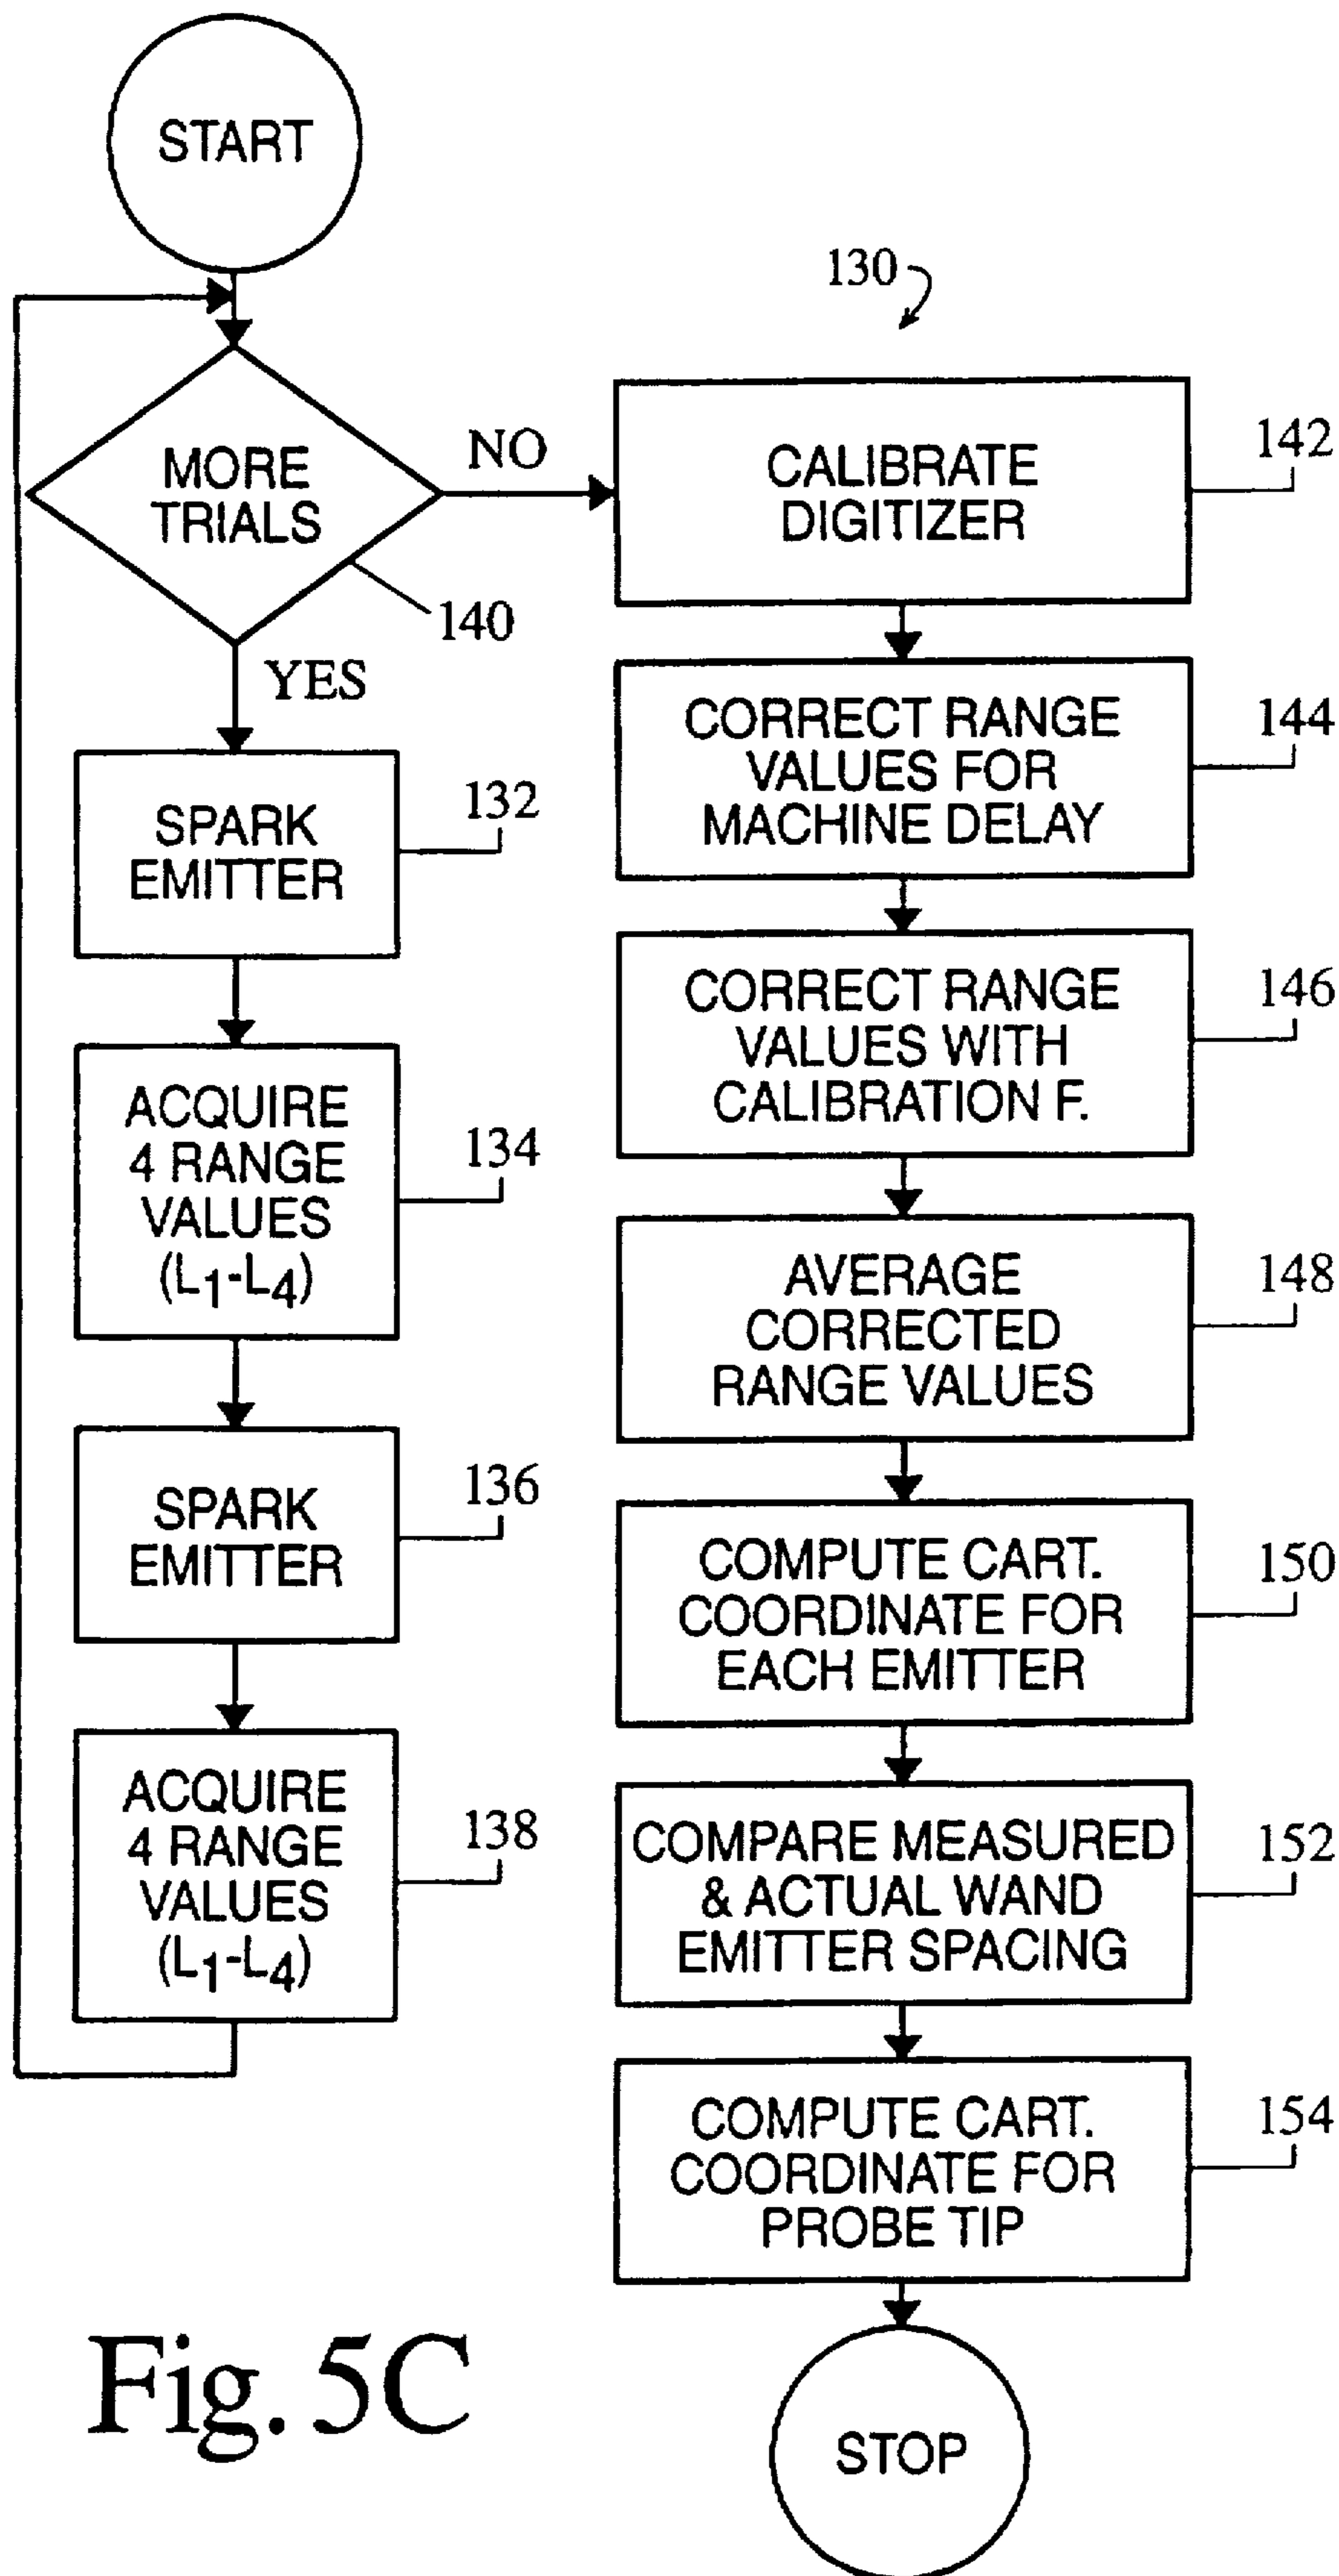 START
130
MORE
TRIALS
140
NO
YES
SPARK
EMITTER
132
ACQUIRE
4 RANGE
VALUES
(L1-L4)
134
SPARK
EMITTER
136
ACQUIRE
4 RANGE
VALUES
(L1-L4)
138
CALIBRATE
DIGITIZER
142
CORRECT RANGE
VALUES FOR
MACHINE DELAY
144
CORRECT RANGE
VALUES WITH
CALIBRATION F.
146
AVERAGE
CORRECTED
RANGE VALUES
148
COMPUTE CART.
COORDINATE FOR
EACH EMITTER
150
COMPARE MEASURED
& ACTUAL WAND
EMITTER SPACING
152
COMPUTE CART.
COORDINATE FOR
PROBE TIP
154
STOP
Fig. 5C